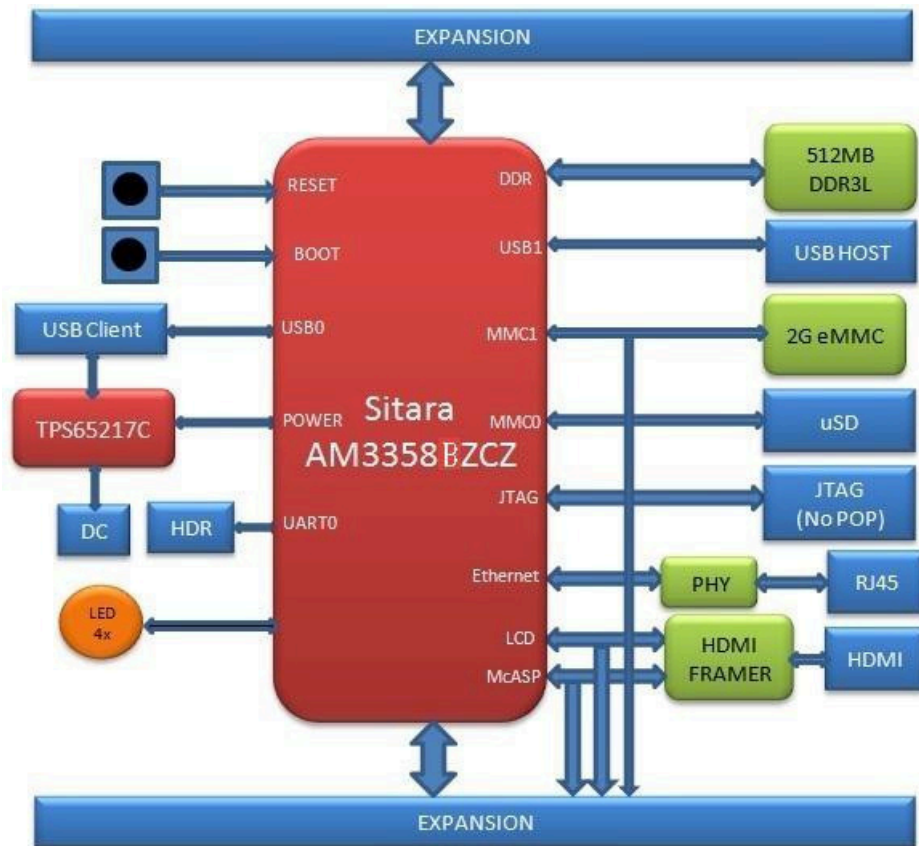 EXPANSION
RESET
BOOT
USB Client
USB0
TPS65217C
POWER
DC
HDR
UART0
LED
4x
Sitara
AM3358BZCZ
DDR
USB1
MMC1
MMC0
JTAG
Ethernet
LCD
McASP
512MB
DDR3L
USB HOST
2G eMMC
uSD
JTAG
(No POP)
PHY
RJ45
HDMI
FRAMER
HDMI
EXPANSION